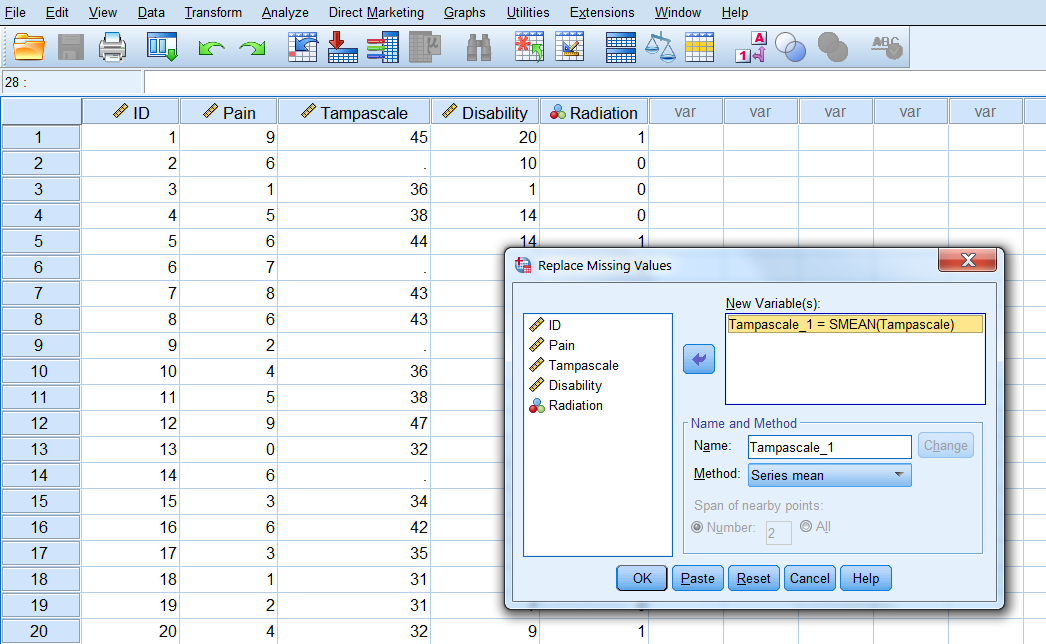 File Edit View Data Transform Analyze Direct Marketing Graphs Utilities Extensions Window Help
A
1
ABC
28 :
ID Pain Tampascale Disability Radiation var var var var var
1 1 9 45 20 1
2 2 6 . 10 0
3 3 1 36 1 0
4 4 5 38 14 0
5 5 6 44 14 1
6 6 7 .
7 7 8 43
8 8 6 43
9 9 2 .
10 10 4 36
11 11 5 38
12 12 9 47
13 13 0 32
14 14 6 .
15 15 3 34
16 16 6 42
17 17 3 35
18 18 1 31
19 19 2 31
20 20 4 32 9 1
Replace Missing Values
ID
Pain
Tampascale
Disability
Radiation
New Variable(s):
Tampascale_1 = SMEAN(Tampascale)
Name and Method
Name: Tampascale_1 Change
Method: Series mean
Span of nearby points:
Number: 2 All
OK Paste Reset Cancel Help